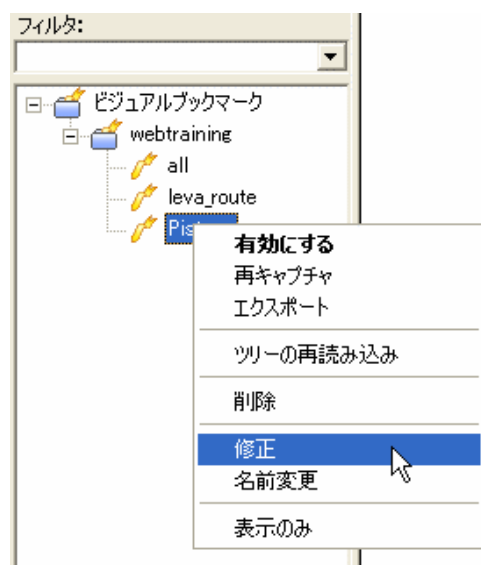 フィルタ:
ビジュアルブックマーク
webtraining
all
leva_route
有効にする
再キャプチャ
エクスポート
ツリーの再読み込み
削除
修正
名前変更
表示のみ